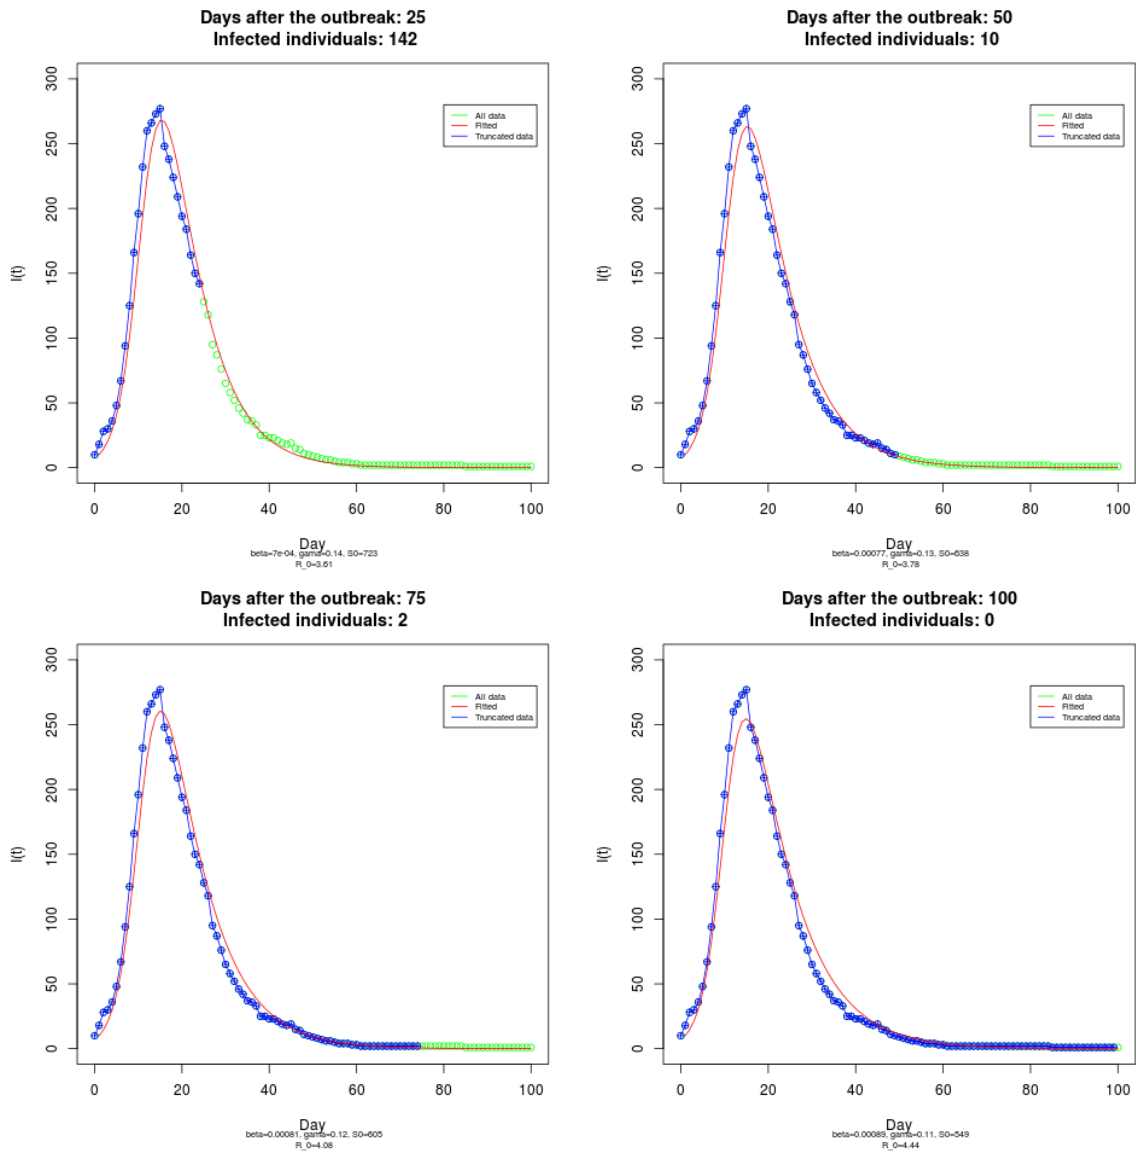 Days after the outbreak: 25
Infected individuals: 142
300
250
200
150
100
50
0
I(t)
All data
Fitted
Truncated data
0 20 40 60 80 100
Day
beta=7e-04, gama=0.14, S0=723
R_0=3.61
Days after the outbreak: 50
Infected individuals: 10
300
250
200
150
100
50
0
I(t)
All data
Fitted
Truncated data
0 20 40 60 80 100
Day
beta=0.00077, gama=0.13, S0=638
R_0=3.78
Days after the outbreak: 75
Infected individuals: 2
300
250
200
150
100
50
0
I(t)
All data
Fitted
Truncated data
0 20 40 60 80 100
Day
beta=0.00081, gama=0.12, S0=605
R_0=4.08
Days after the outbreak: 100
Infected individuals: 0
300
250
200
150
100
50
0
I(t)
All data
Fitted
Truncated data
0 20 40 60 80 100
Day
beta=0.00089, gama=0.11, S0=549
R_0=4.44